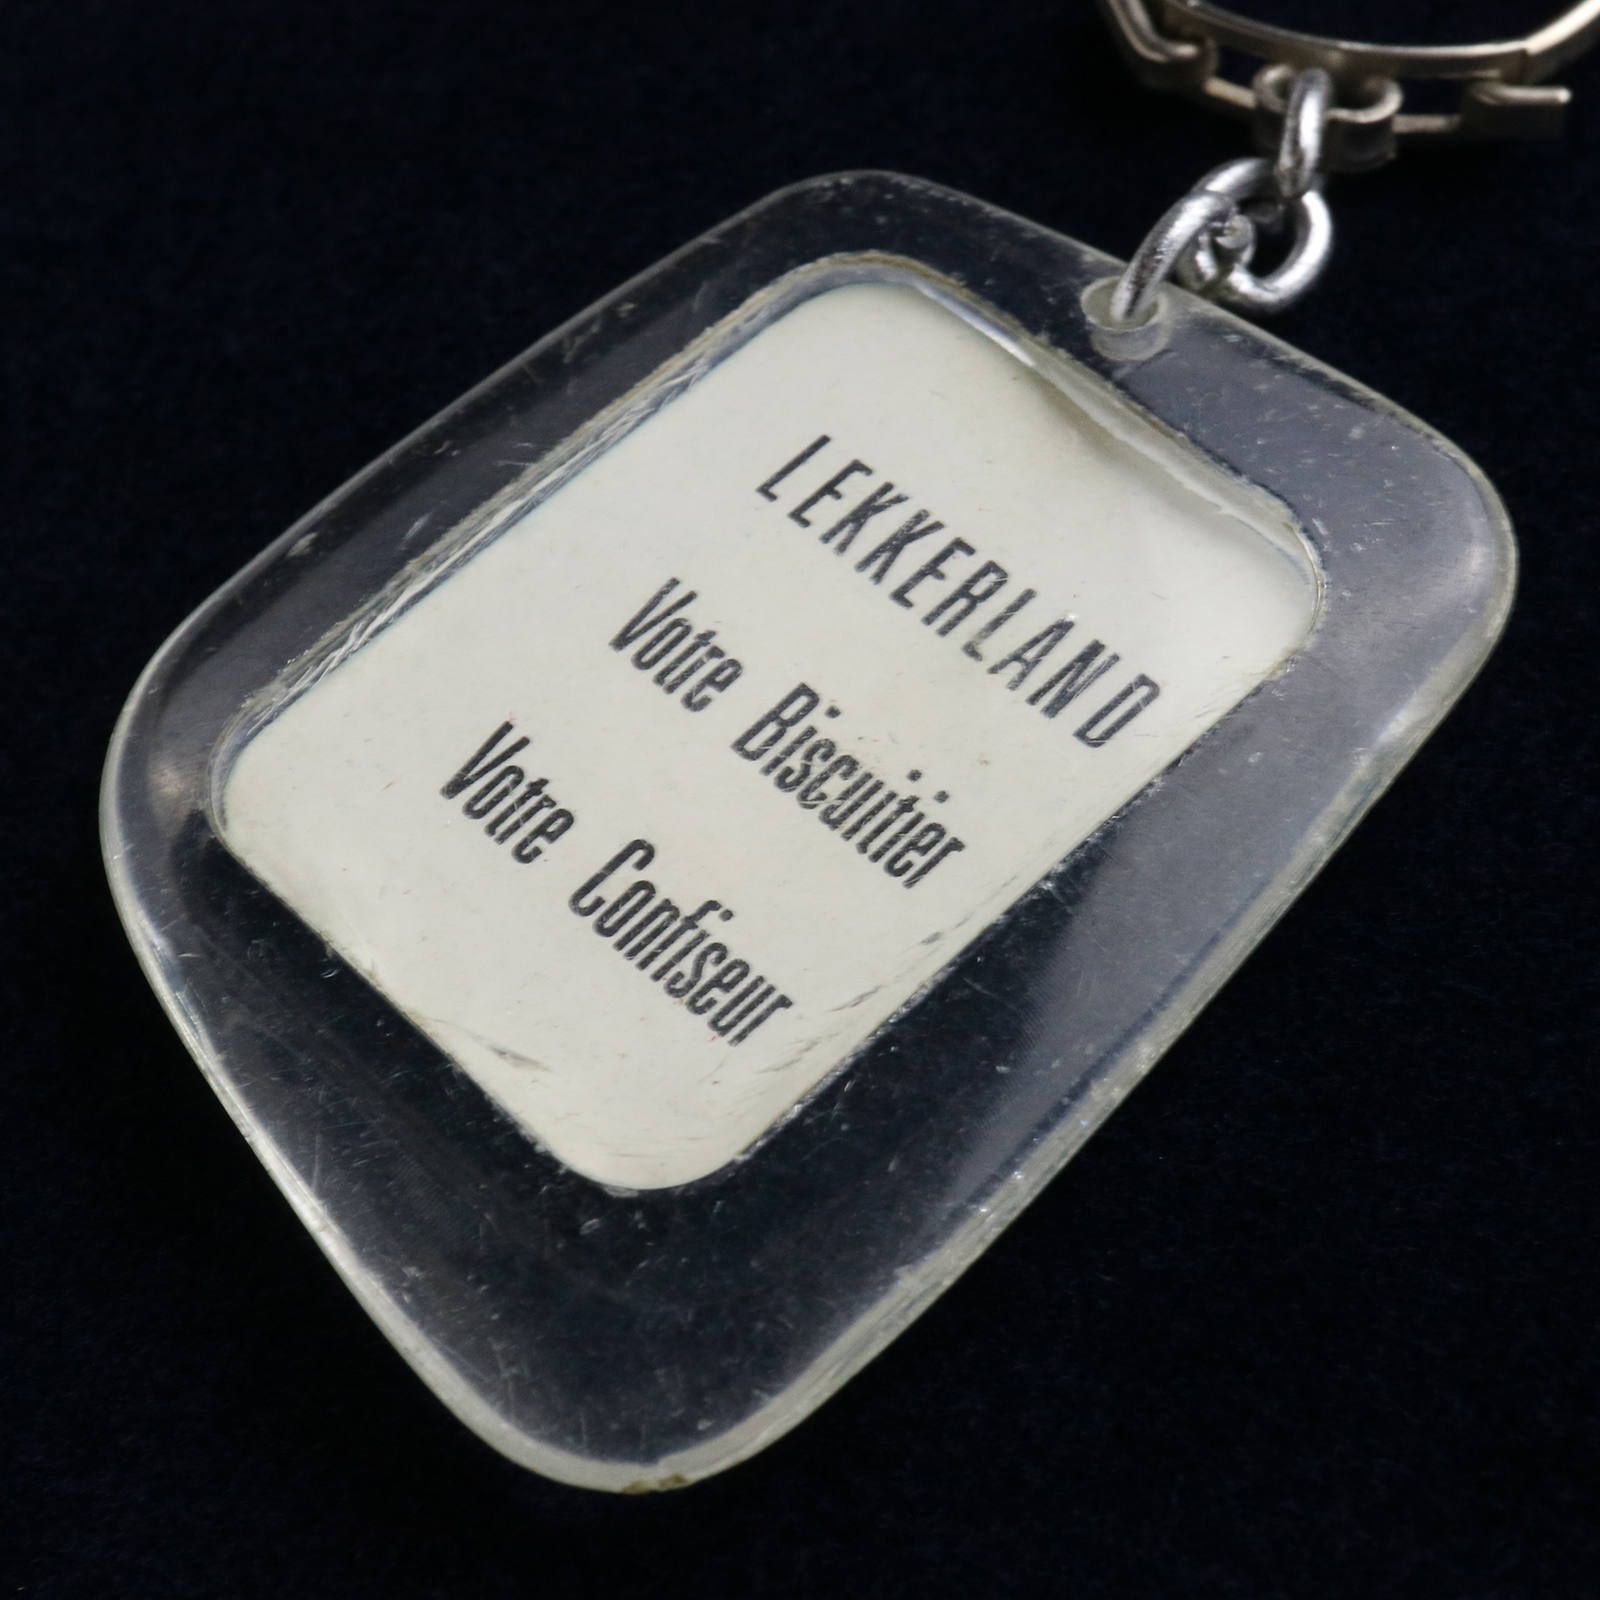 LEKKERLAND
Votre Biscuitier
Votre Confiseur